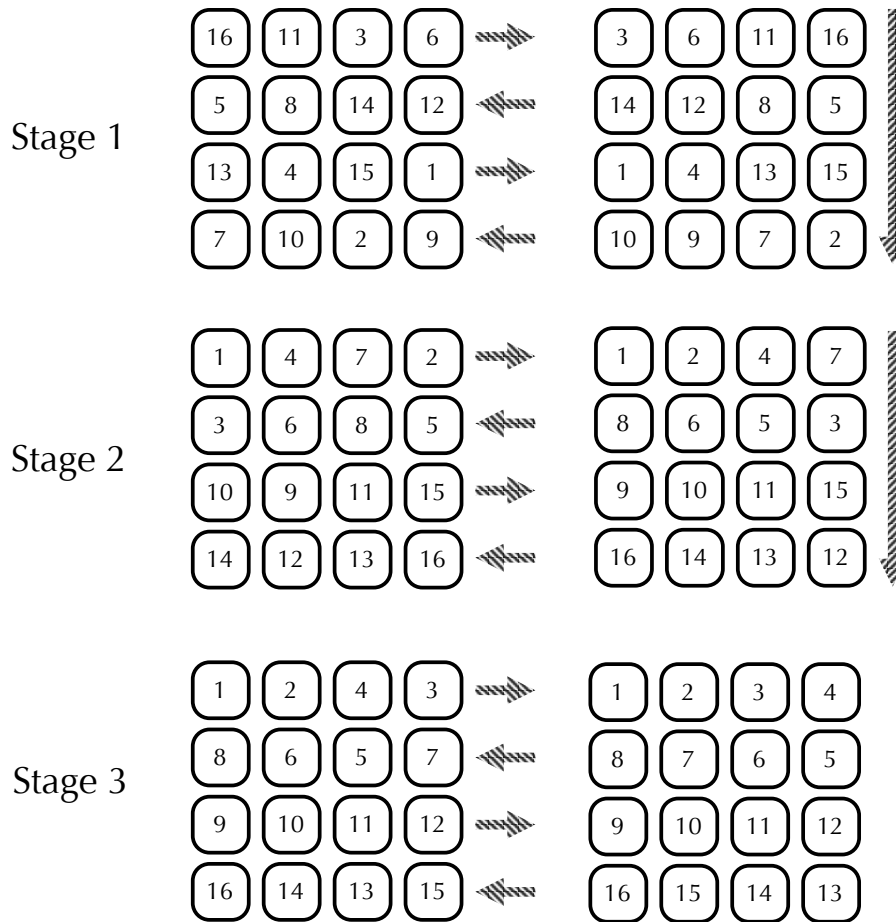 16 11 3 6 3 6 11 16
5 8 14 12 14 12 8 5
Stage 1
13 4 15 1 1 4 13 15
7 10 2 9 10 9 7 2
1 4 7 2 1 2 4 7
3 6 8 5 8 6 5 3
Stage 2
10 9 11 15 9 10 11 15
14 12 13 16 16 14 13 12
1 2 4 3 1 2 3 4
8 6 5 7 8 7 6 5
Stage 3
9 10 11 12 9 10 11 12
16 14 13 15 16 15 14 13